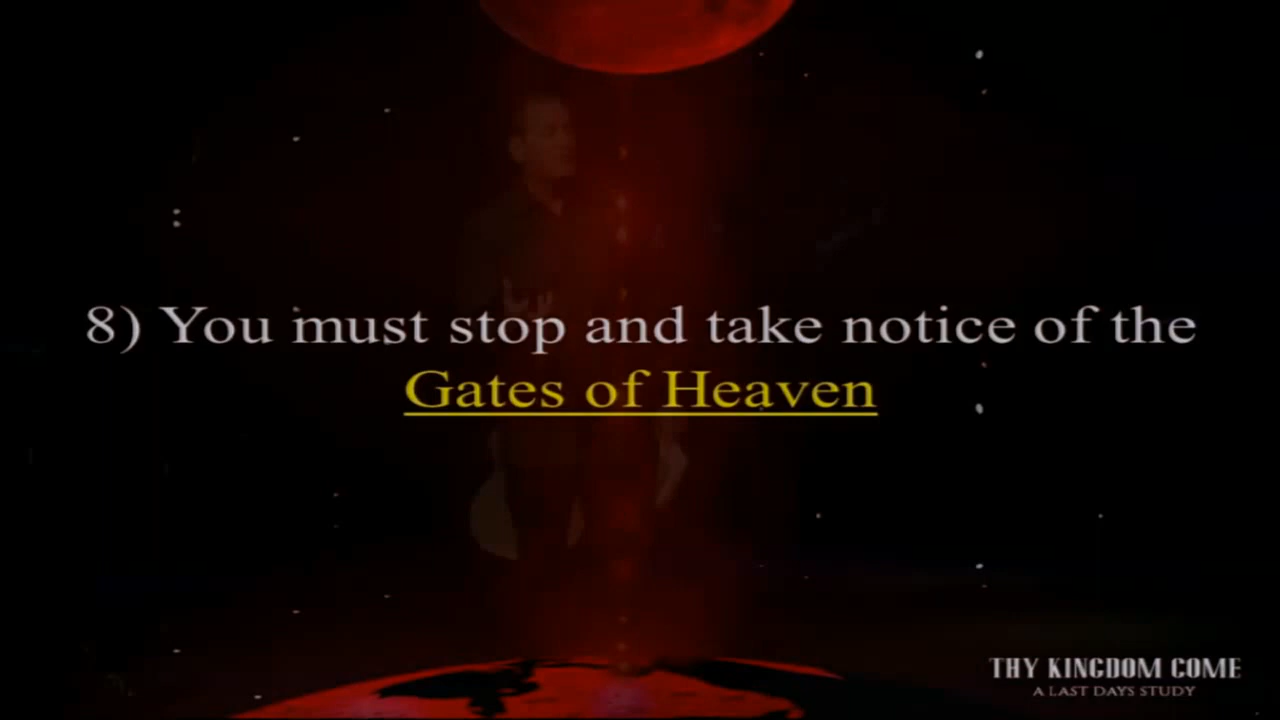 8) You must stop and take notice of the
Gates of Heaven
THY KINGDOM COME
A LAST DAYS STUDY